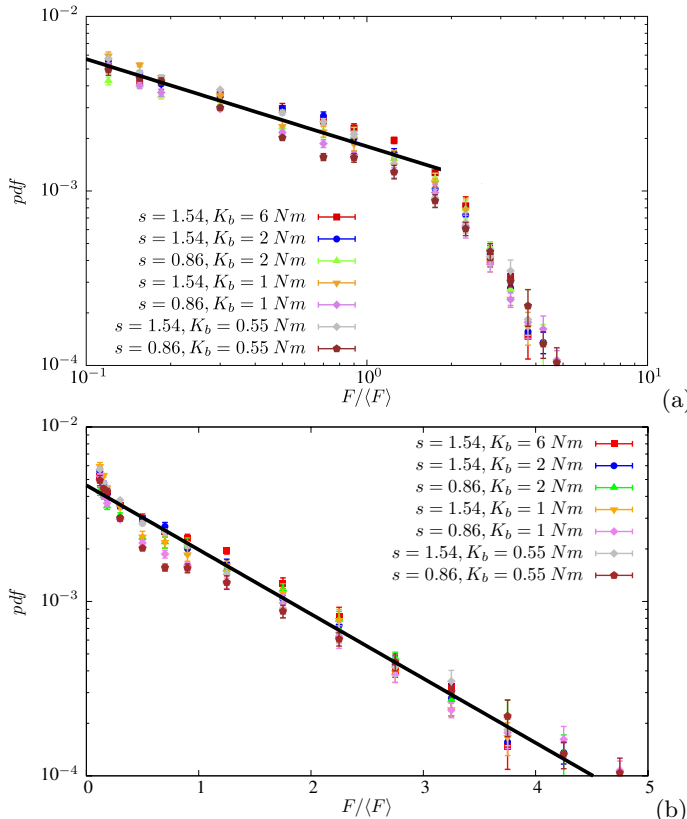 10^{-2}
10^{-3}
10^{-4}
pdf
s = 1.54, K_b = 6 Nm
s = 1.54, K_b = 2 Nm
s = 0.86, K_b = 2 Nm
s = 1.54, K_b = 1 Nm
s = 0.86, K_b = 1 Nm
s = 1.54, K_b = 0.55 Nm
s = 0.86, K_b = 0.55 Nm
10^{-1} 10^{0} 10^{1}
F/⟨F⟩
(a)
10^{-2}
10^{-3}
10^{-4}
pdf
s = 1.54, K_b = 6 Nm
s = 1.54, K_b = 2 Nm
s = 0.86, K_b = 2 Nm
s = 1.54, K_b = 1 Nm
s = 0.86, K_b = 1 Nm
s = 1.54, K_b = 0.55 Nm
s = 0.86, K_b = 0.55 Nm
0 1 2 3 4 5
F/⟨F⟩
(b)